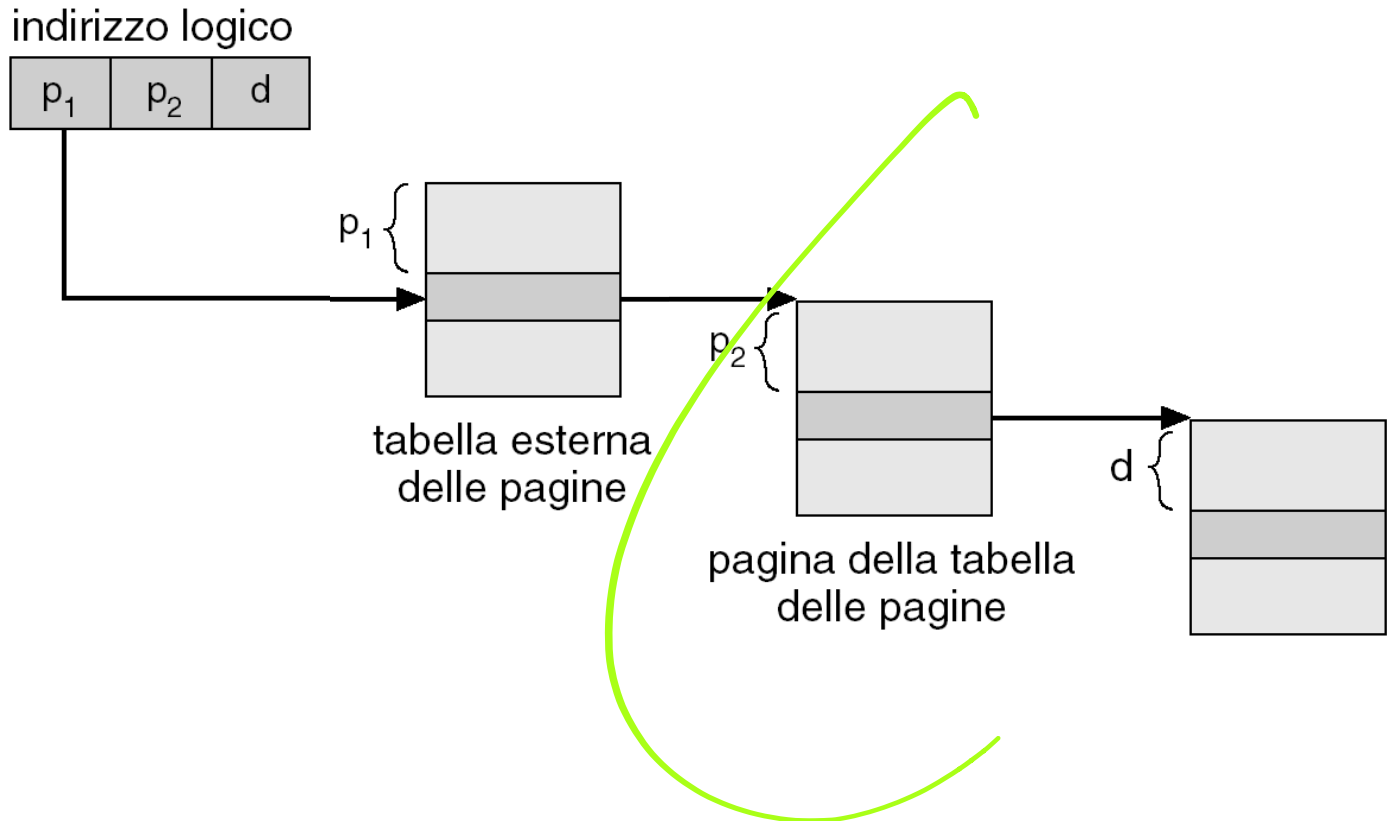 indirizzo logico
p1 p2 d
p1
tabella esterna
delle pagine
p2
pagina della tabella
delle pagine
d